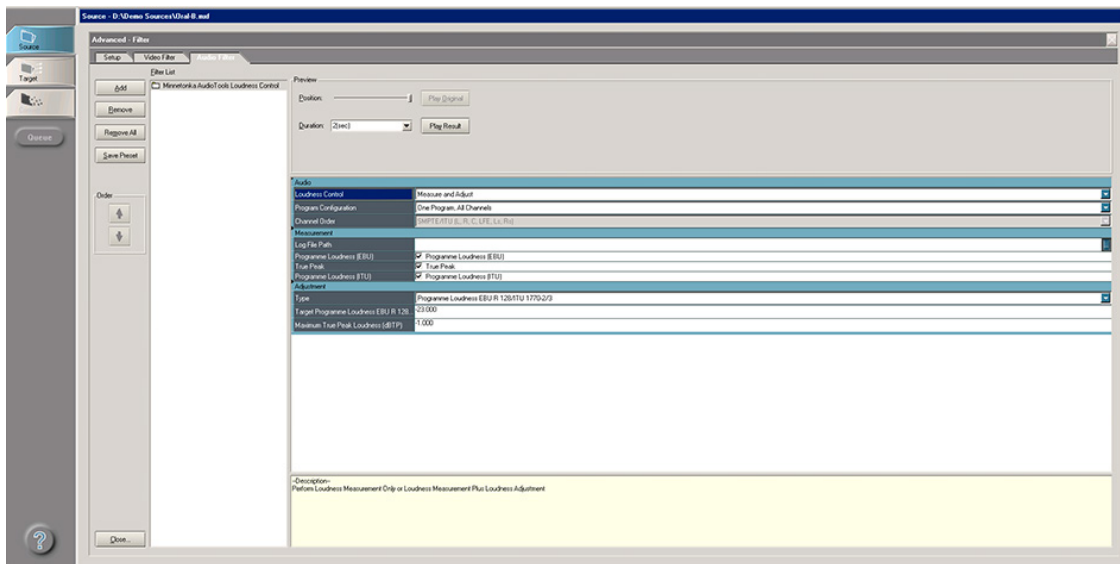 Source - D:\Demo Sources\Oral-B.md
Source
Target
Queue
Advanced - Filter
Setup
Video Filter
Audio Filter
Filter List
Add
Remove
Remove All
Save Preset
Order
Close...
Minnetonka AudioTools Loudness Control
Preview
Position:
Play Original
Duration: 2[sec]
Play Result
Audio
Loudness Control Measure and Adjust
Program Configuration One Program, All Channels
Channel Order SMPTE/ITU (L, R, C, LFE, Ls, Rs)
Measurement
Log File Path
Programme Loudness (EBU) Programme Loudness (EBU)
True Peak True Peak
Programme Loudness (ITU) Programme Loudness (ITU)
Adjustment
Type Programme Loudness EBU R 128/ITU 1770-2/3
Target Programme Loudness EBU R 128... -23.000
Maximum True Peak Loudness (dBTP) -1.000
--Description--
Perform Loudness Measurement Only or Loudness Measurement Plus Loudness Adjustment
?